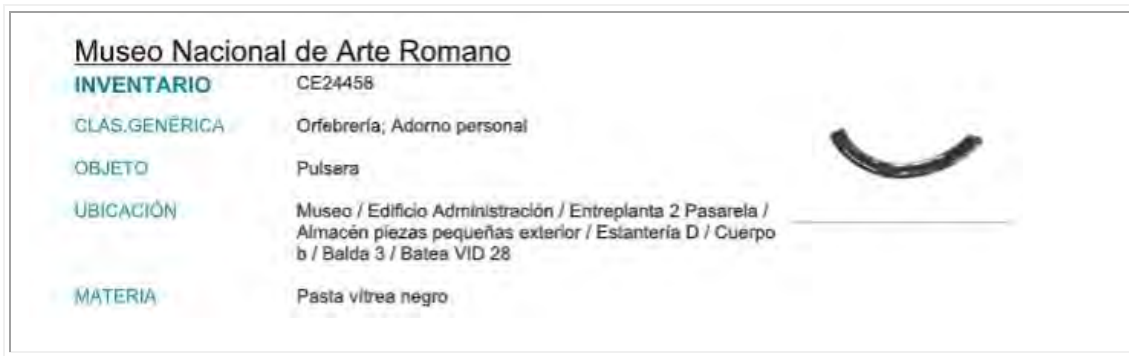 Museo Nacional de Arte Romano
INVENTARIO CE24458
CLAS.GENÉRICA Orfebrería; Adorno personal
OBJETO Pulsera
UBICACIÓN Museo / Edificio Administración / Entreplanta 2 Pasarela /
Almacén piezas pequeñas exterior / Estantería D / Cuerpo
b / Balda 3 / Batea VID 28
MATERIA Pasta vítrea negro